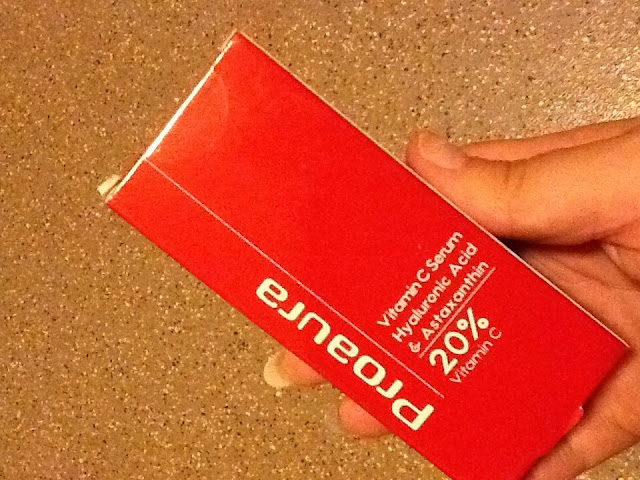 Proaura
Vitamin C Serum
Hyaluronic Acid
& Astaxanthin
20%
Vitamin C